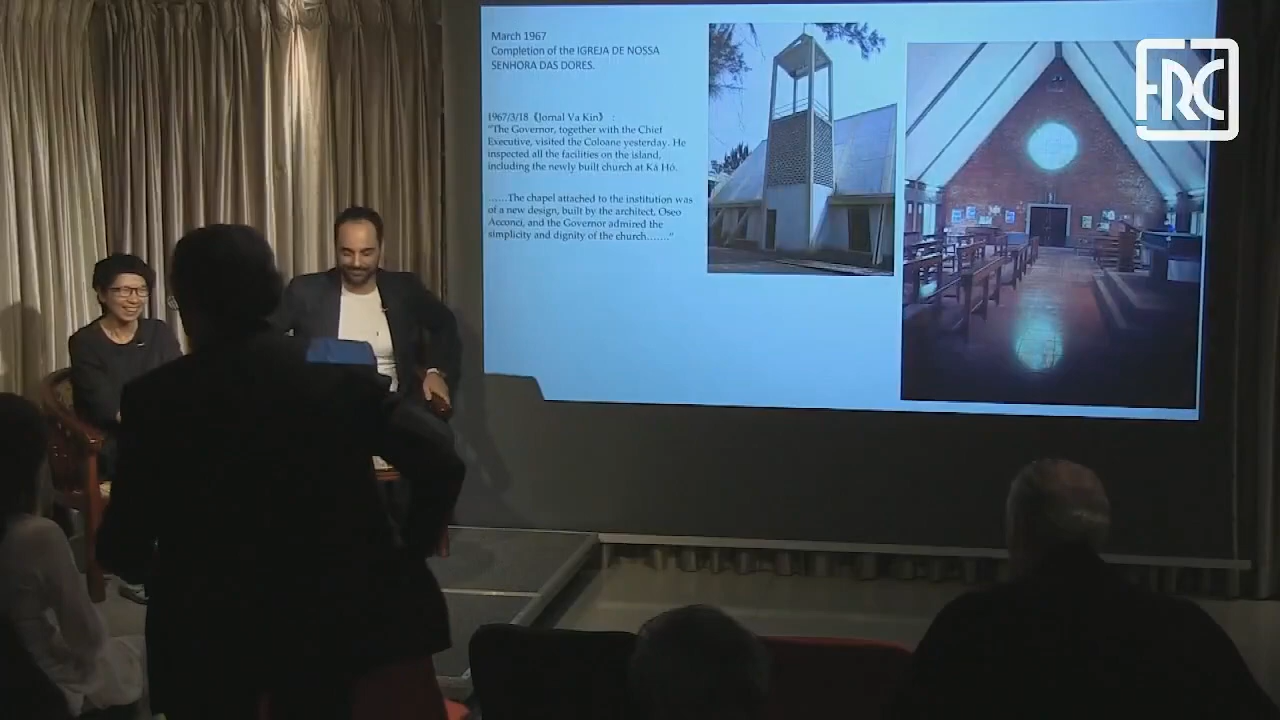 March 1967
Completion of the IGREJA DE NOSSA
SENHORA DAS DORES.
1967/3/18 《Jornal Va Kio》 :
"The Governor, together with the Chief
Executive, visited the Coloane yesterday. He
inspected all the facilities on the island,
including the newly built church at Ká Hó.
......The chapel attached to the institution was
of a new design, built by the architect, Oseo
Acconci, and the Governor admired the
simplicity and dignity of the church......"
FRC